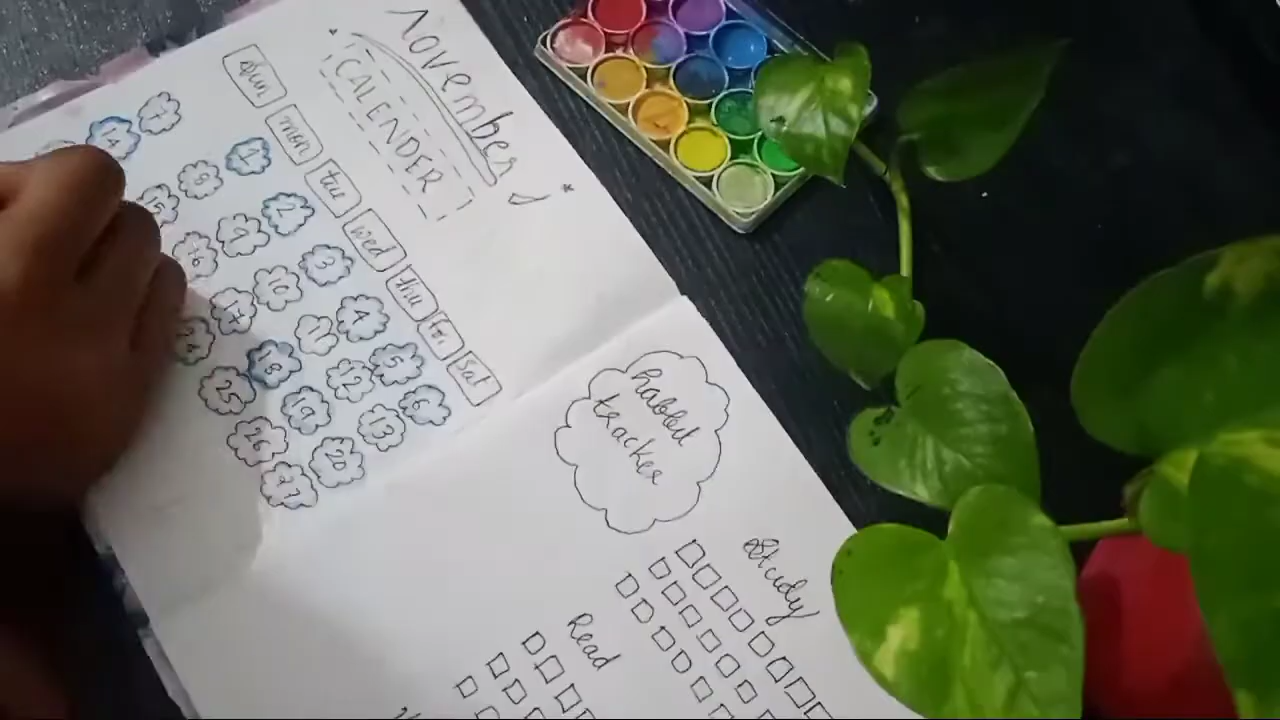 November
CALENDER
Sun mon tue wed thu fri Sat
1 2 3 4 5 6
7 8 9 10 11 12 13
14 15 16 17 18 19 20
24 25 26 27
habbit
tracker
Study
Read